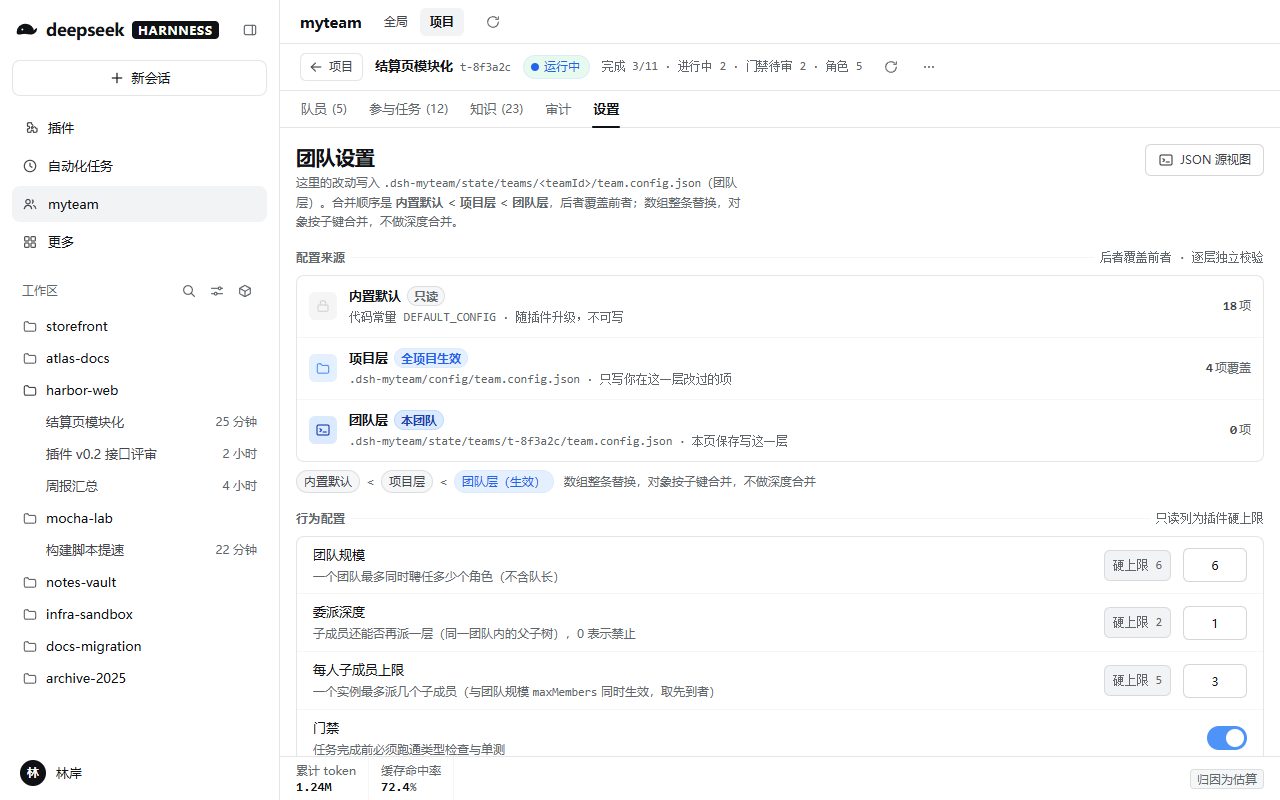 deepseek HARNNESS
新会话
插件
自动化任务
myteam
更多
工作区
storefront
atlas-docs
harbor-web
结算页模块化 25 分钟
插件 v0.2 接口评审 2 小时
周报汇总 4 小时
mocha-lab
构建脚本提速 22 分钟
notes-vault
infra-sandbox
docs-migration
archive-2025
林 林岸
myteam 全局 项目
项目 结算页模块化 t-8f3a2c 运行中 完成 3/11 · 进行中 2 · 门禁待审 2 · 角色 5
队员 (5) 参与任务 (12) 知识 (23) 审计 设置
团队设置
JSON 源视图
这里的改动写入 .dsh-myteam/state/teams/<teamId>/team.config.json（团队
层）。合并顺序是 内置默认 < 项目层 < 团队层，后者覆盖前者；数组整条替换，对
象按子键合并，不做深度合并。
配置来源 后者覆盖前者 · 逐层独立校验
内置默认 只读
代码常量 DEFAULT_CONFIG · 随插件升级，不可写
18 项
项目层 全项目生效
.dsh-myteam/config/team.config.json · 只写你在这一层改过的项
4 项覆盖
团队层 本团队
.dsh-myteam/state/teams/t-8f3a2c/team.config.json · 本页保存写这一层
0 项
内置默认 < 项目层 < 团队层（生效） 数组整条替换，对象按子键合并，不做深度合并
行为配置 只读列为插件硬上限
团队规模
一个团队最多同时聘任多少个角色（不含队长）
硬上限 6 6
委派深度
子成员还能否再派一层（同一团队内的父子树），0 表示禁止
硬上限 2 1
每人子成员上限
一个实例最多派几个子成员（与团队规模 maxMembers 同时生效，取先到者）
硬上限 5 3
门禁
任务完成前必须跑通类型检查与单测
累计 token 缓存命中率
1.24M 72.4%
归因为估算